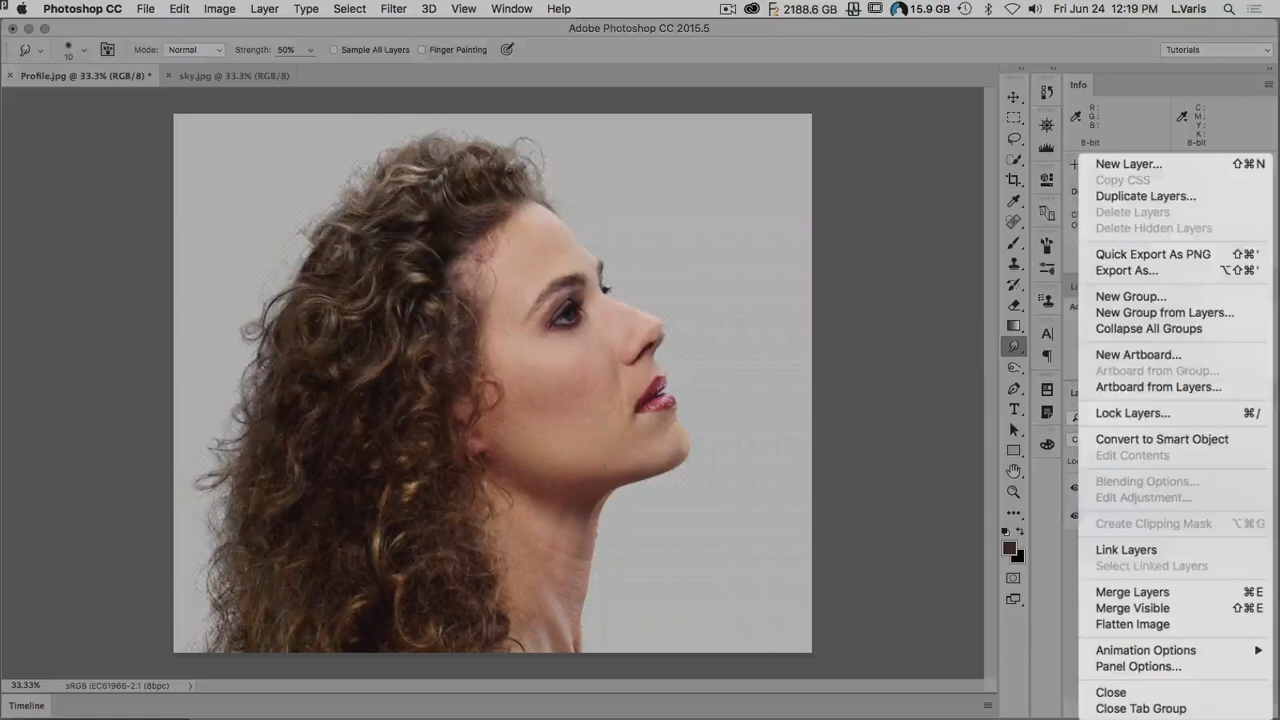 Photoshop CC File Edit Image Layer Type Select Filter 3D View Window Help 2188.6 W 15.9 GB Fri Jun 24 12:19 PM L.Varis
Adobe Photoshop CC 2015.5
10 Mode: Normal Strength: 50% Sample All Layers Finger Painting Tutorials
× Profile.jpg @ 33.3% (RGB/8) * × sky.jpg @ 33.3% (RGB/8)
Info
R: C:
G: M:
B: Y:
K:
8-bit 8-bit
New Layer... ⇧⌘N
Copy CSS
Duplicate Layers...
Delete Layers
Delete Hidden Layers
Quick Export As PNG ⇧⌘'
Export As... ⌥⇧⌘'
New Group...
New Group from Layers...
Collapse All Groups
New Artboard...
Artboard from Group...
Artboard from Layers...
Lock Layers... ⌘/
Convert to Smart Object
Edit Contents
Blending Options...
Edit Adjustment...
Create Clipping Mask ⌥⌘G
Link Layers
Select Linked Layers
Merge Layers ⌘E
Merge Visible ⇧⌘E
Flatten Image
Animation Options
Panel Options...
Close
Close Tab Group
33.33% sRGB IEC61966-2.1 (8bpc)
Timeline